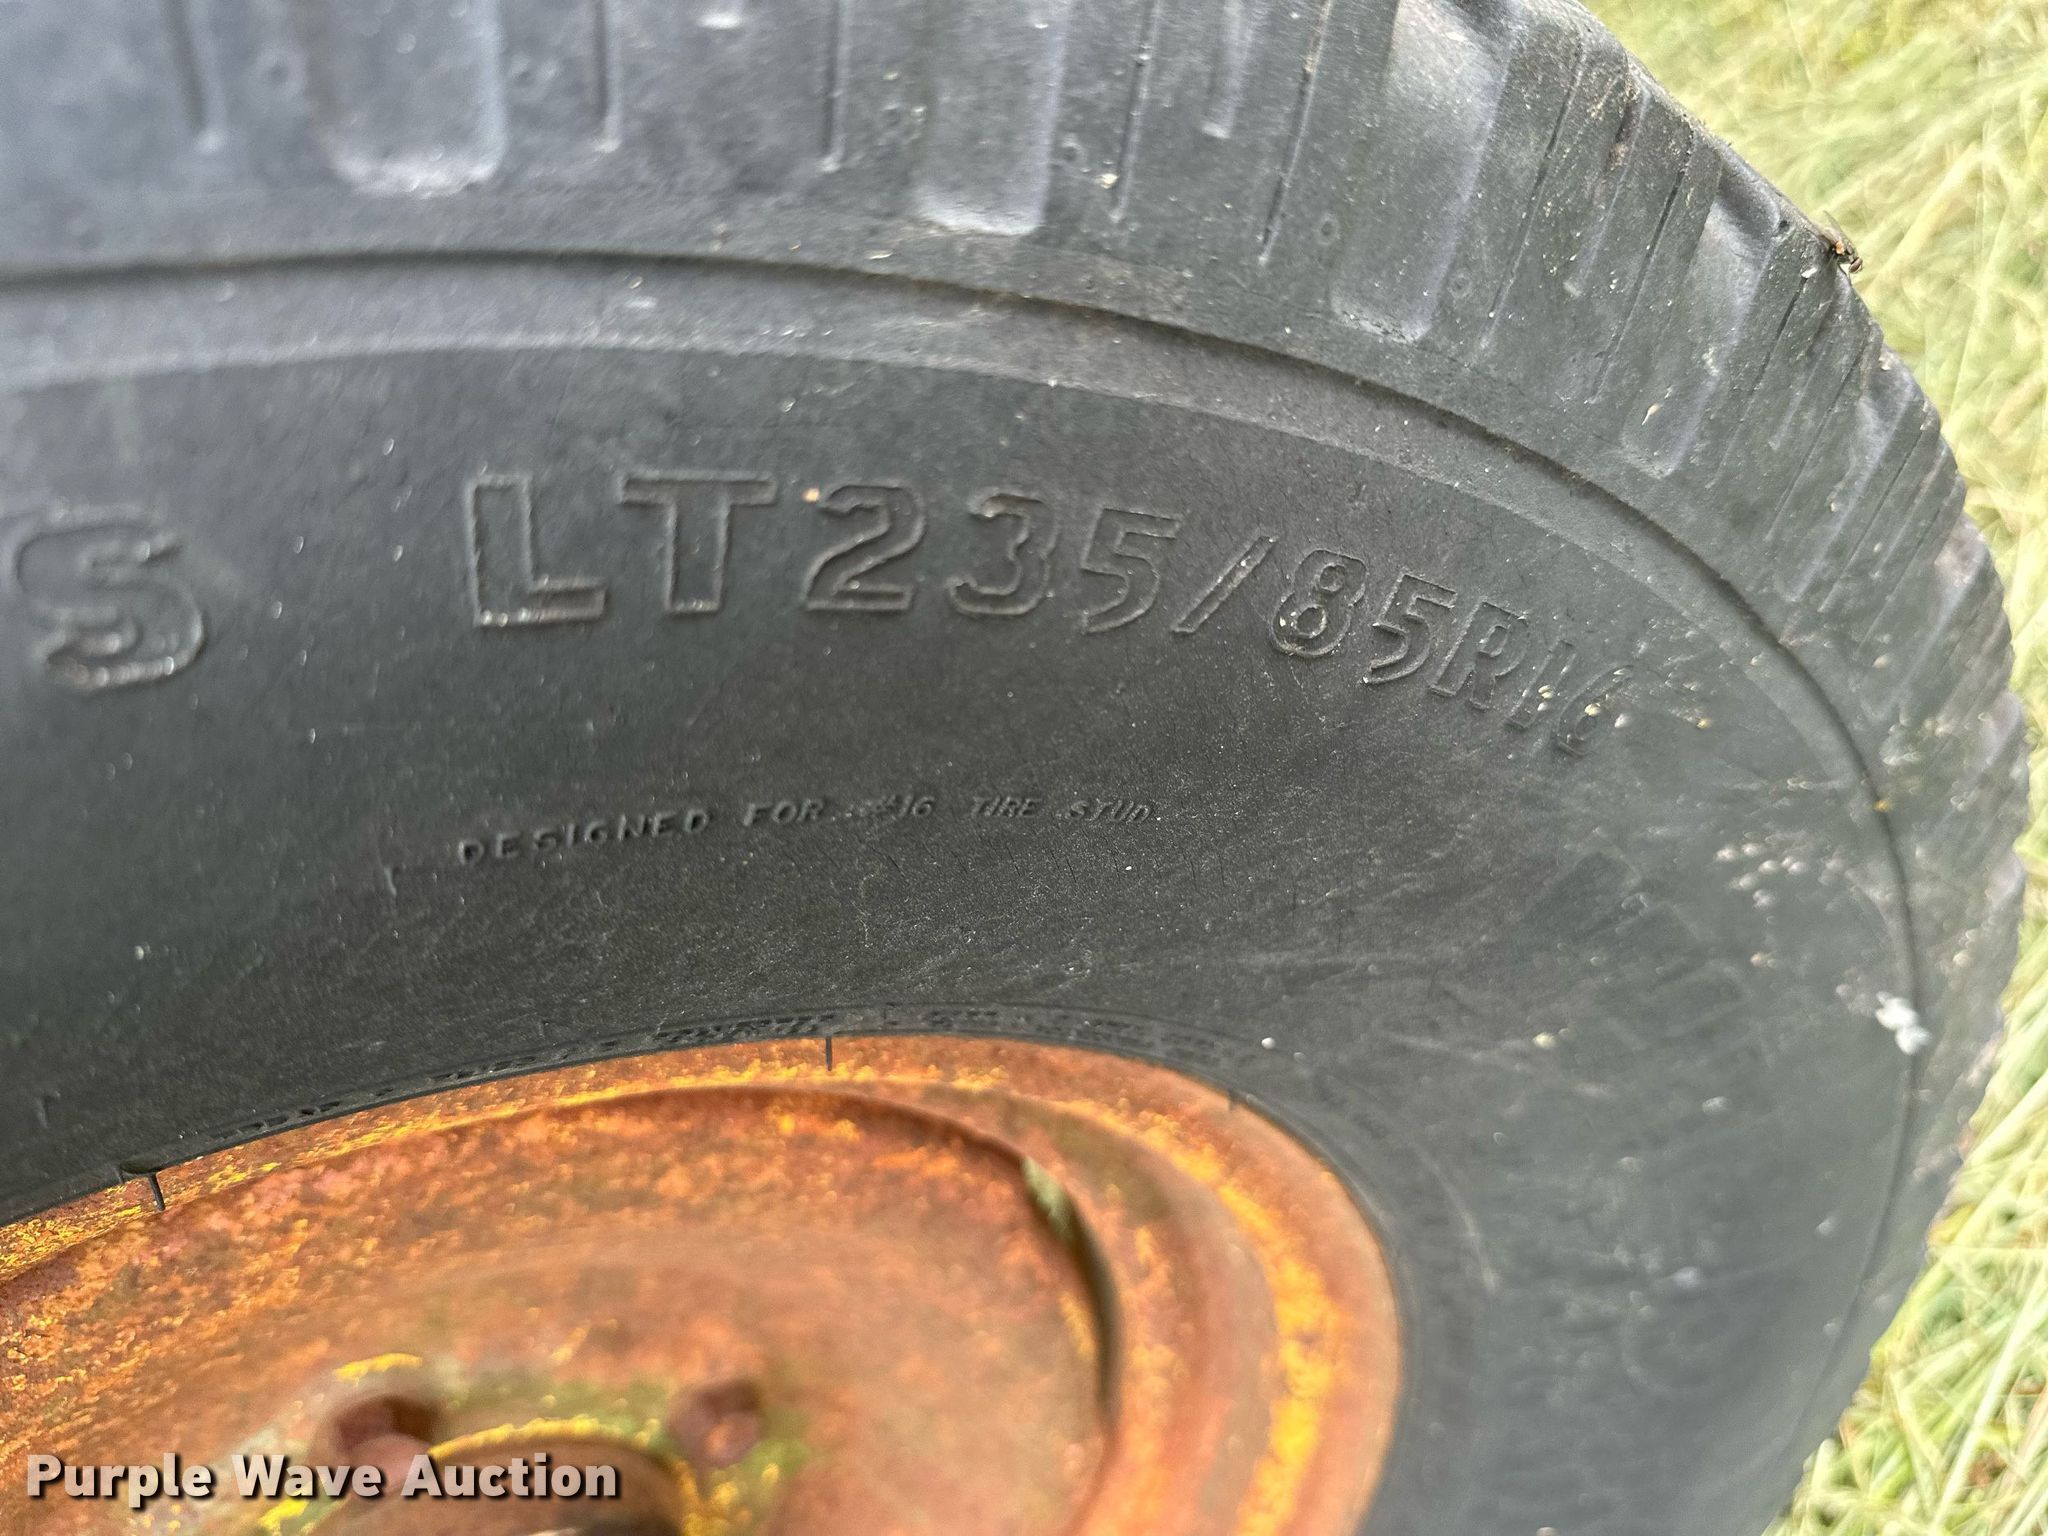 S LT235/85R16
DESIGNED FOR #16 TIRE STUD
Purple Wave Auction